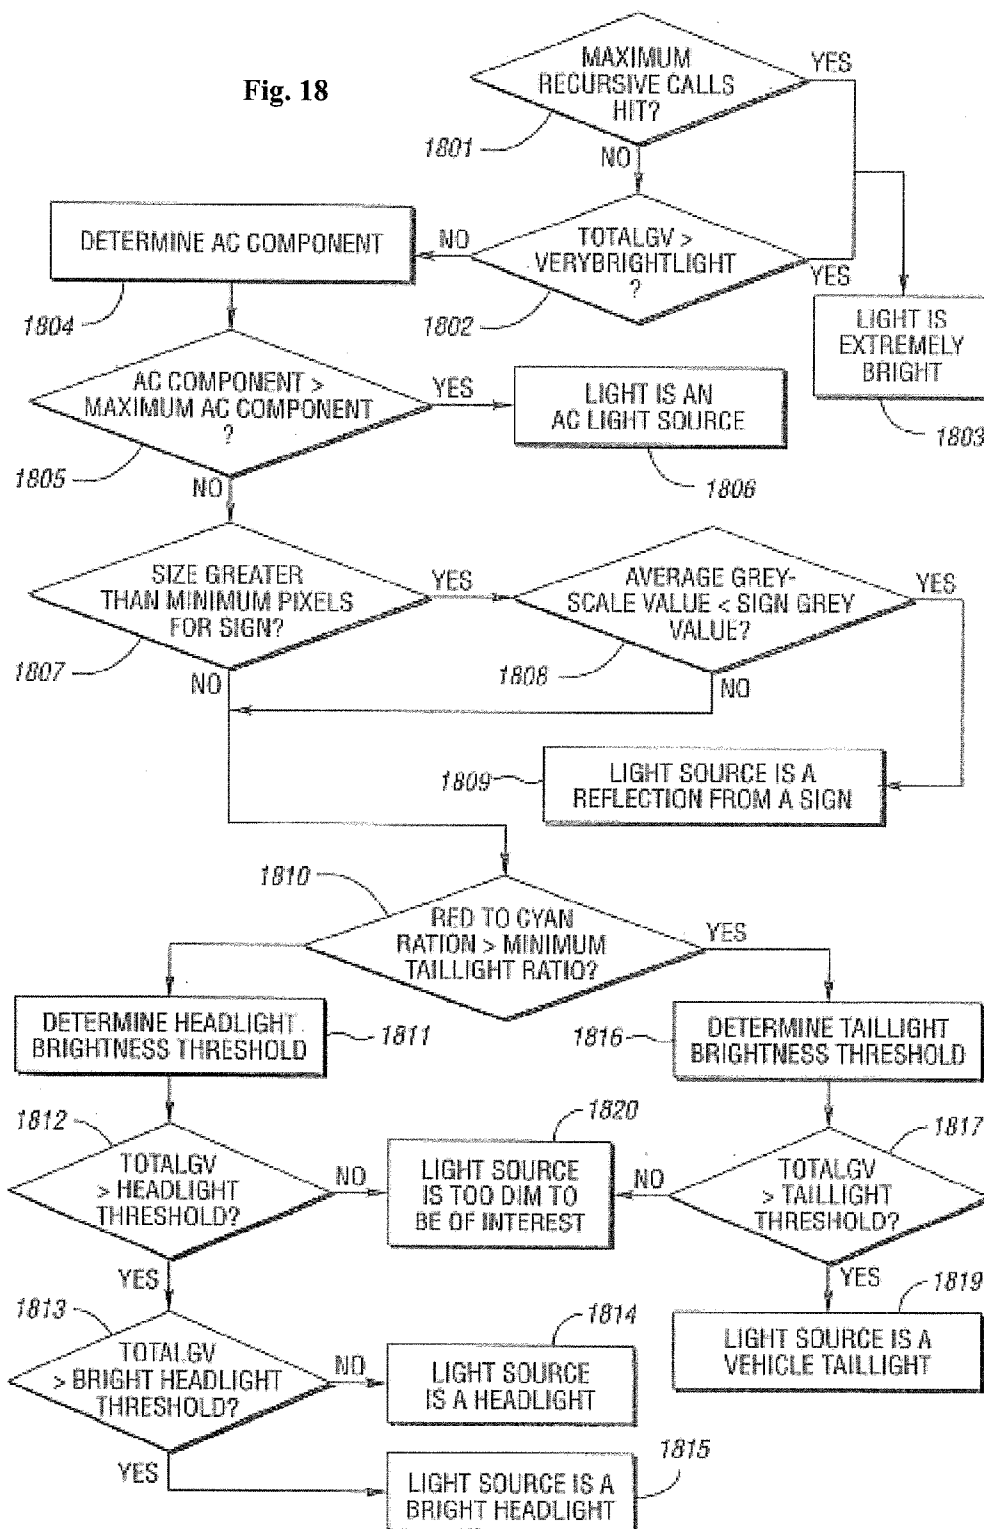 Fig. 18
MAXIMUM
RECURSIVE CALLS
HIT?
YES
1801
NO
DETERMINE AC COMPONENT
NO
TOTALGV >
VERYBRIGHTLIGHT
?
YES
1804
1802
LIGHT IS
EXTREMELY
BRIGHT
1803
AC COMPONENT >
MAXIMUM AC COMPONENT
?
YES
LIGHT IS AN
AC LIGHT SOURCE
1805
1806
NO
SIZE GREATER
THAN MINIMUM PIXELS
FOR SIGN?
YES
AVERAGE GREY-
SCALE VALUE < SIGN GREY
VALUE?
YES
1807
1808
NO
NO
1809
LIGHT SOURCE IS A
REFLECTION FROM A SIGN
1810
RED TO CYAN
RATION > MINIMUM
TAILLIGHT RATIO?
YES
DETERMINE HEADLIGHT
BRIGHTNESS THRESHOLD
1811
1816
DETERMINE TAILLIGHT
BRIGHTNESS THRESHOLD
1812
1820
1817
TOTALGV
> HEADLIGHT
THRESHOLD?
NO
LIGHT SOURCE
IS TOO DIM TO
BE OF INTEREST
NO
TOTALGV
> TAILLIGHT
THRESHOLD?
YES
YES
1813
1814
1819
TOTALGV
> BRIGHT HEADLIGHT
THRESHOLD?
NO
LIGHT SOURCE
IS A HEADLIGHT
LIGHT SOURCE IS A
VEHICLE TAILLIGHT
YES
1815
LIGHT SOURCE IS A
BRIGHT HEADLIGHT